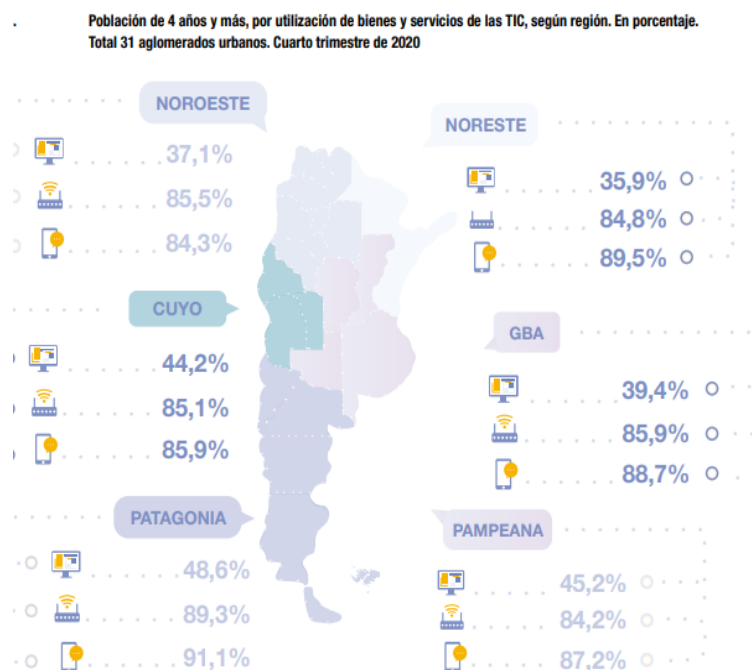 Población de 4 años y más, por utilización de bienes y servicios de las TIC, según región. En porcentaje.
Total 31 aglomerados urbanos. Cuarto trimestre de 2020
NOROESTE
37,1%
85,5%
84,3%
NORESTE
35,9%
84,8%
89,5%
CUYO
44,2%
85,1%
85,9%
GBA
39,4%
85,9%
88,7%
PATAGONIA
48,6%
89,3%
91,1%
PAMPEANA
45,2%
84,2%
87,2%